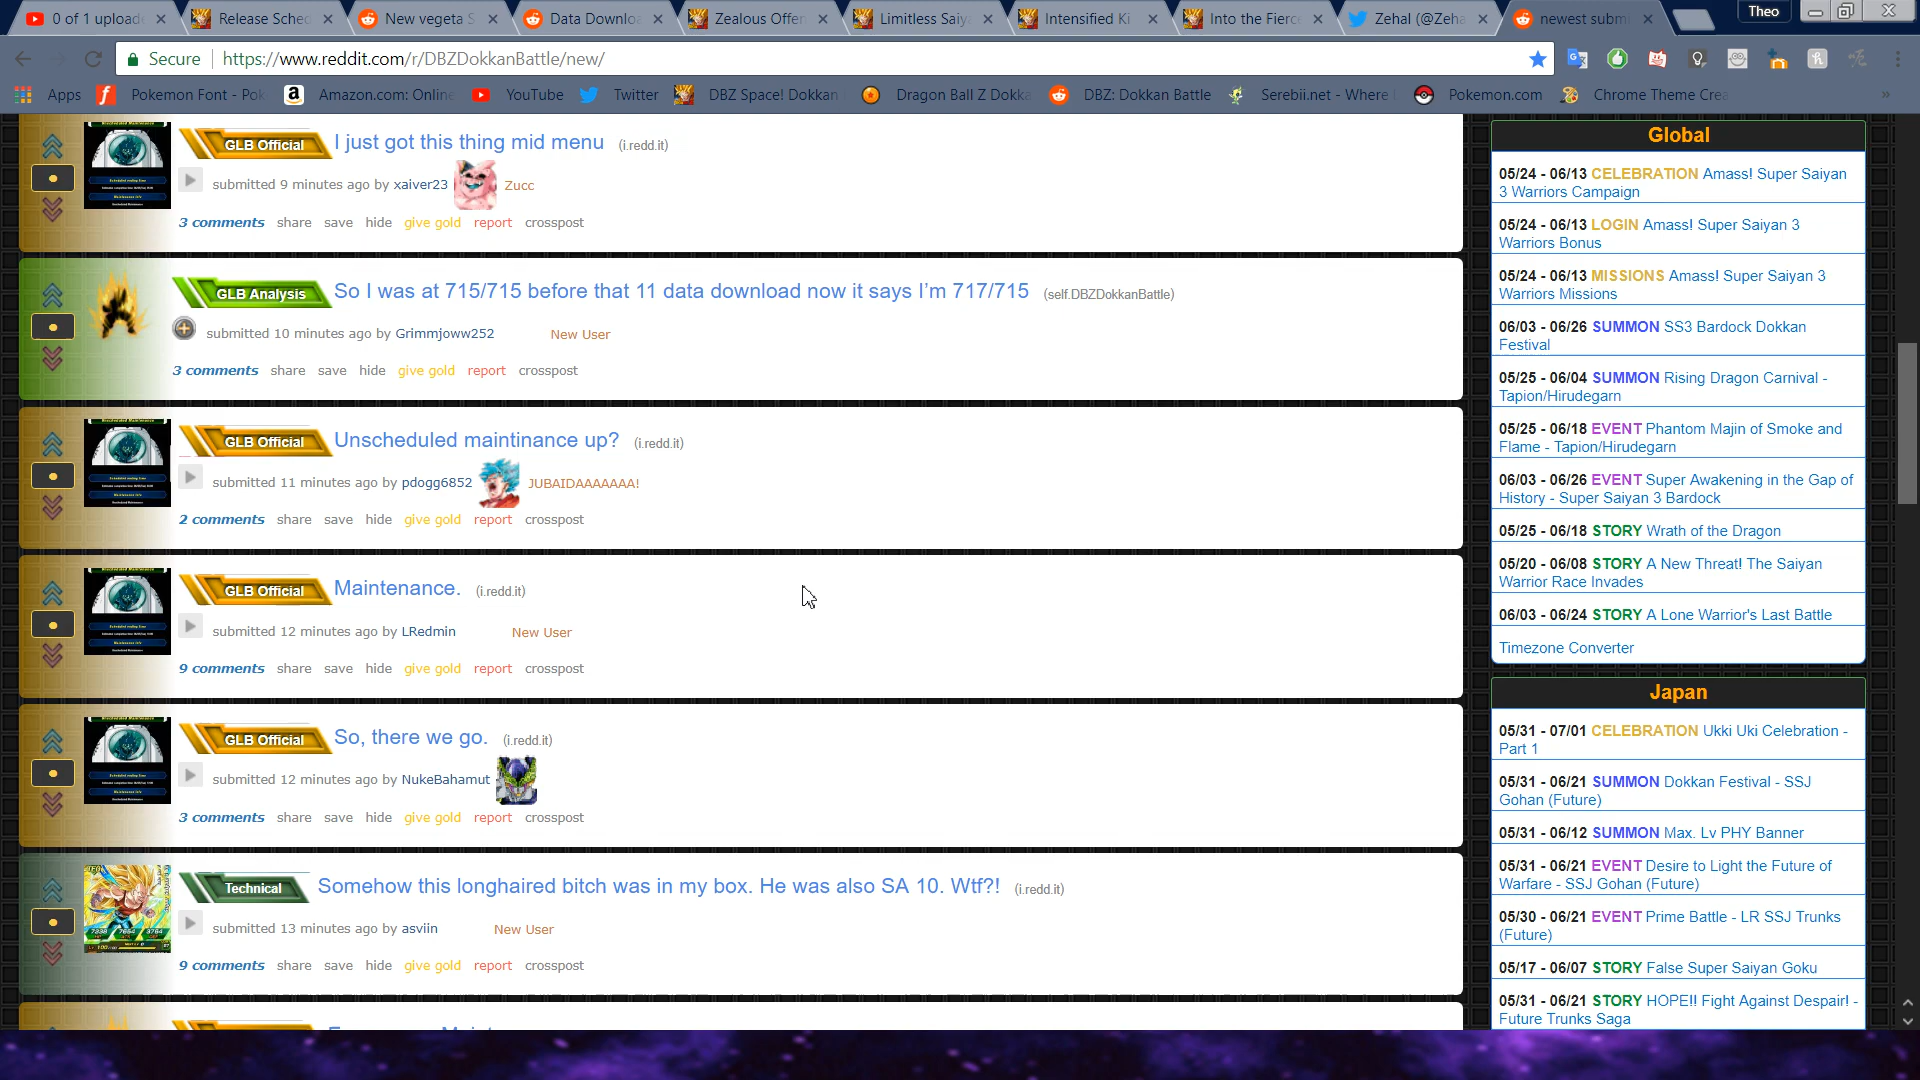 0 of 1 uploade
Release Sched
New vegeta S
Data Downloa
Zealous Offen
Limitless Saiya
Intensified Ki
Into the Fierce
Zehal (@Zeha
newest subm
Theo
Secure https://www.reddit.com/r/DBZDokkanBattle/new/
Apps
Pokemon Font - Pok
Amazon.com: Online
YouTube
Twitter
DBZ Space! Dokkan
Dragon Ball Z Dokka
DBZ: Dokkan Battle
Serebii.net - Where
Pokemon.com
Chrome Theme Crea
GLB Official I just got this thing mid menu (i.redd.it)
submitted 9 minutes ago by xaiver23 Zucc
3 comments share save hide give gold report crosspost
GLB Analysis So I was at 715/715 before that 11 data download now it says I'm 717/715 (self.DBZDokkanBattle)
submitted 10 minutes ago by Grimmjoww252 New User
3 comments share save hide give gold report crosspost
GLB Official Unscheduled maintinance up? (i.redd.it)
submitted 11 minutes ago by pdogg6852 JUBAIDAAAAAAA!
2 comments share save hide give gold report crosspost
GLB Official Maintenance. (i.redd.it)
submitted 12 minutes ago by LRedmin New User
9 comments share save hide give gold report crosspost
GLB Official So, there we go. (i.redd.it)
submitted 12 minutes ago by NukeBahamut
3 comments share save hide give gold report crosspost
Technical Somehow this longhaired bitch was in my box. He was also SA 10. Wtf?! (i.redd.it)
submitted 13 minutes ago by asviin New User
9 comments share save hide give gold report crosspost
Global
05/24 - 06/13 CELEBRATION Amass! Super Saiyan
3 Warriors Campaign
05/24 - 06/13 LOGIN Amass! Super Saiyan 3
Warriors Bonus
05/24 - 06/13 MISSIONS Amass! Super Saiyan 3
Warriors Missions
06/03 - 06/26 SUMMON SS3 Bardock Dokkan
Festival
05/25 - 06/04 SUMMON Rising Dragon Carnival -
Tapion/Hirudegarn
05/25 - 06/18 EVENT Phantom Majin of Smoke and
Flame - Tapion/Hirudegarn
06/03 - 06/26 EVENT Super Awakening in the Gap of
History - Super Saiyan 3 Bardock
05/25 - 06/18 STORY Wrath of the Dragon
05/20 - 06/08 STORY A New Threat! The Saiyan
Warrior Race Invades
06/03 - 06/24 STORY A Lone Warrior's Last Battle
Timezone Converter
Japan
05/31 - 07/01 CELEBRATION Ukki Uki Celebration -
Part 1
05/31 - 06/21 SUMMON Dokkan Festival - SSJ
Gohan (Future)
05/31 - 06/12 SUMMON Max. Lv PHY Banner
05/31 - 06/21 EVENT Desire to Light the Future of
Warfare - SSJ Gohan (Future)
05/30 - 06/21 EVENT Prime Battle - LR SSJ Trunks
(Future)
05/17 - 06/07 STORY False Super Saiyan Goku
05/31 - 06/21 STORY HOPE!! Fight Against Despair! -
Future Trunks Saga